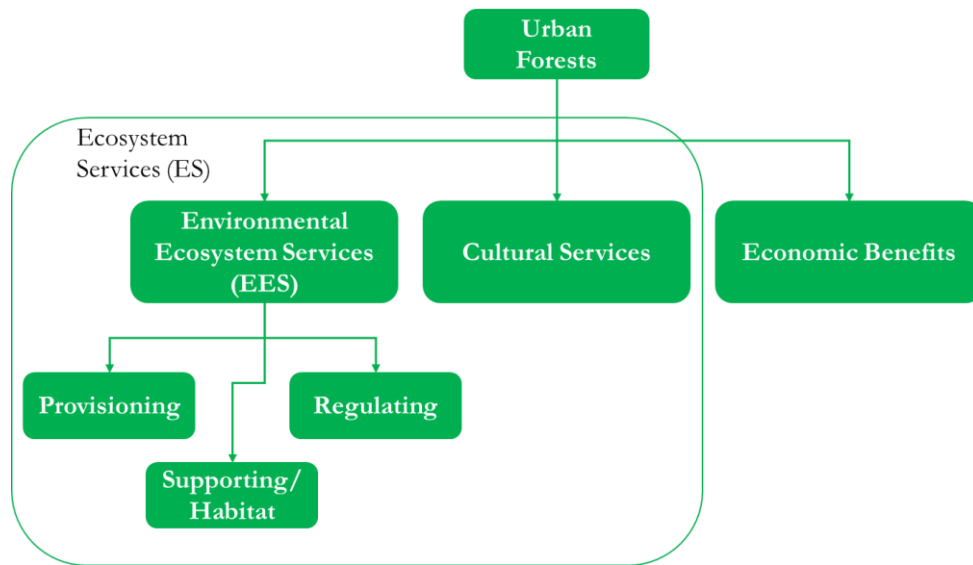 Urban
Forests
Ecosystem
Services (ES)
Environmental
Ecosystem Services
(EES)
Cultural Services
Economic Benefits
Provisioning
Regulating
Supporting/
Habitat